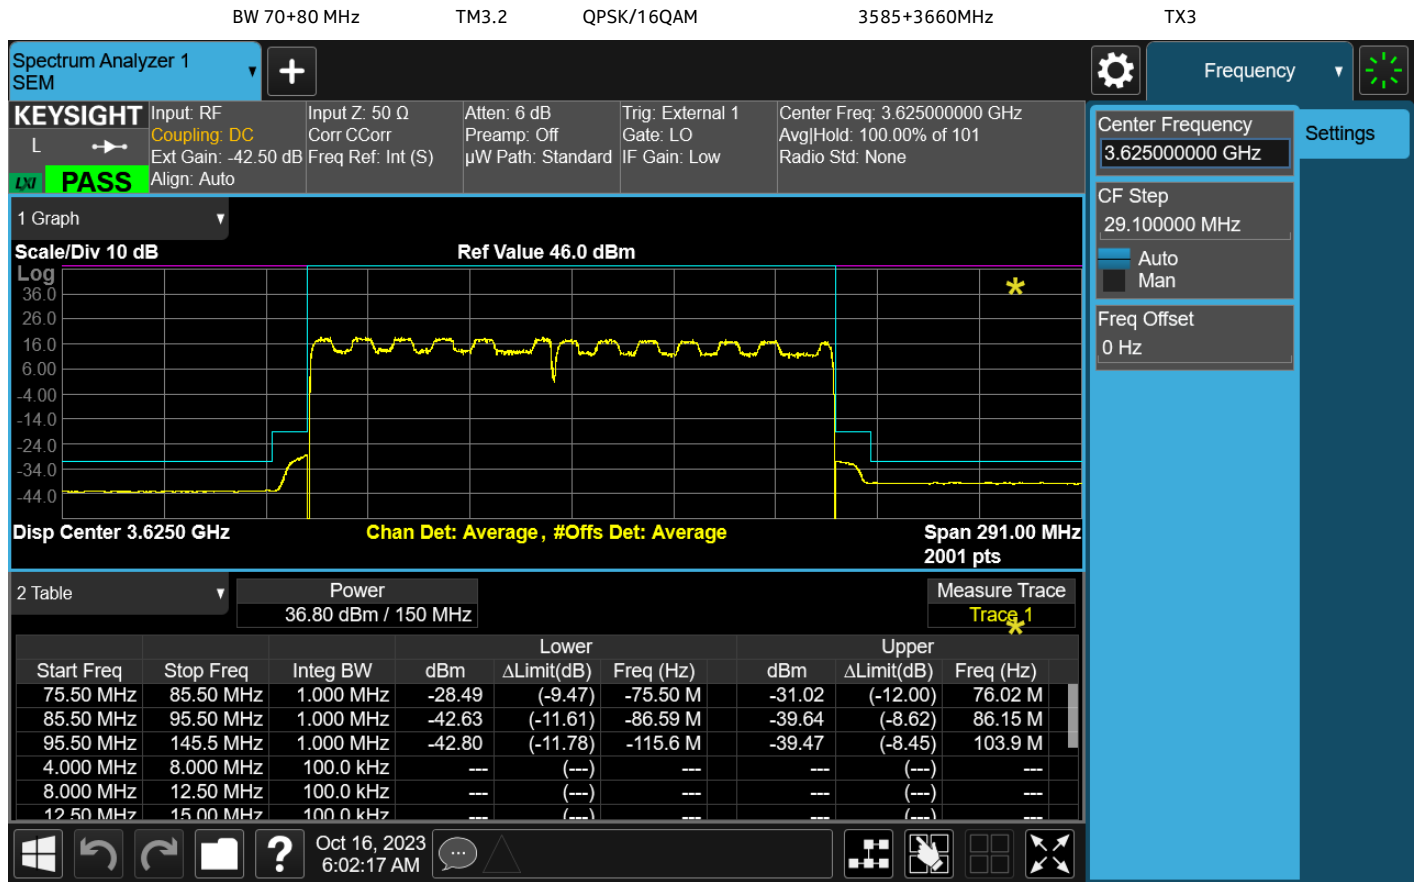 BW 70+80 MHz TM3.2 QPSK/16QAM 3585+3660MHz TX3
Spectrum Analyzer 1
SEM
Frequency
KEYSIGHT
L
LXI
PASS
Input: RF
Coupling: DC
Ext Gain: -42.50 dB
Align: Auto
Input Z: 50 Ω
Corr CCorr
Freq Ref: Int (S)
Atten: 6 dB
Preamp: Off
µW Path: Standard
Trig: External 1
Gate: LO
IF Gain: Low
Center Freq: 3.625000000 GHz
Avg|Hold: 100.00% of 101
Radio Std: None
Center Frequency
3.625000000 GHz
Settings
CF Step
29.100000 MHz
Auto
Man
Freq Offset
0 Hz
1 Graph
Scale/Div 10 dB
Ref Value 46.0 dBm
Log
36.0
26.0
16.0
6.00
-4.00
-14.0
-24.0
-34.0
-44.0
Disp Center 3.6250 GHz
Chan Det: Average, #Offs Det: Average
Span 291.00 MHz
2001 pts
2 Table
Power
36.80 dBm / 150 MHz
Measure Trace
Trace 1
Lower Upper
Start Freq Stop Freq Integ BW dBm ΔLimit(dB) Freq (Hz) dBm ΔLimit(dB) Freq (Hz)
75.50 MHz 85.50 MHz 1.000 MHz -28.49 (-9.47) -75.50 M -31.02 (-12.00) 76.02 M
85.50 MHz 95.50 MHz 1.000 MHz -42.63 (-11.61) -86.59 M -39.64 (-8.62) 86.15 M
95.50 MHz 145.5 MHz 1.000 MHz -42.80 (-11.78) -115.6 M -39.47 (-8.45) 103.9 M
4.000 MHz 8.000 MHz 100.0 kHz --- (---) --- --- (---) ---
8.000 MHz 12.50 MHz 100.0 kHz --- (---) --- --- (---) ---
12.50 MHz 15.00 MHz 100.0 kHz --- (---) --- --- (---) ---
?
Oct 16, 2023
6:02:17 AM